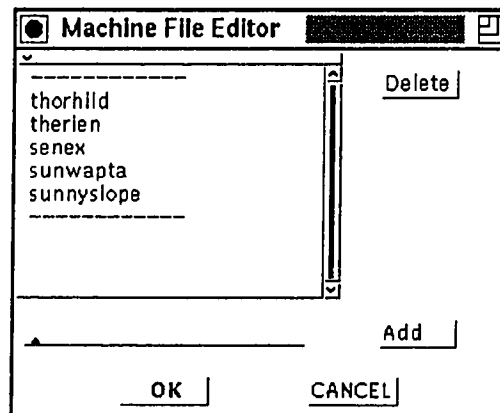 Machine File Editor
--------------
thorhild
therien
senex
sunwapta
sunnyslope
--------------
Delete
Add
OK
CANCEL